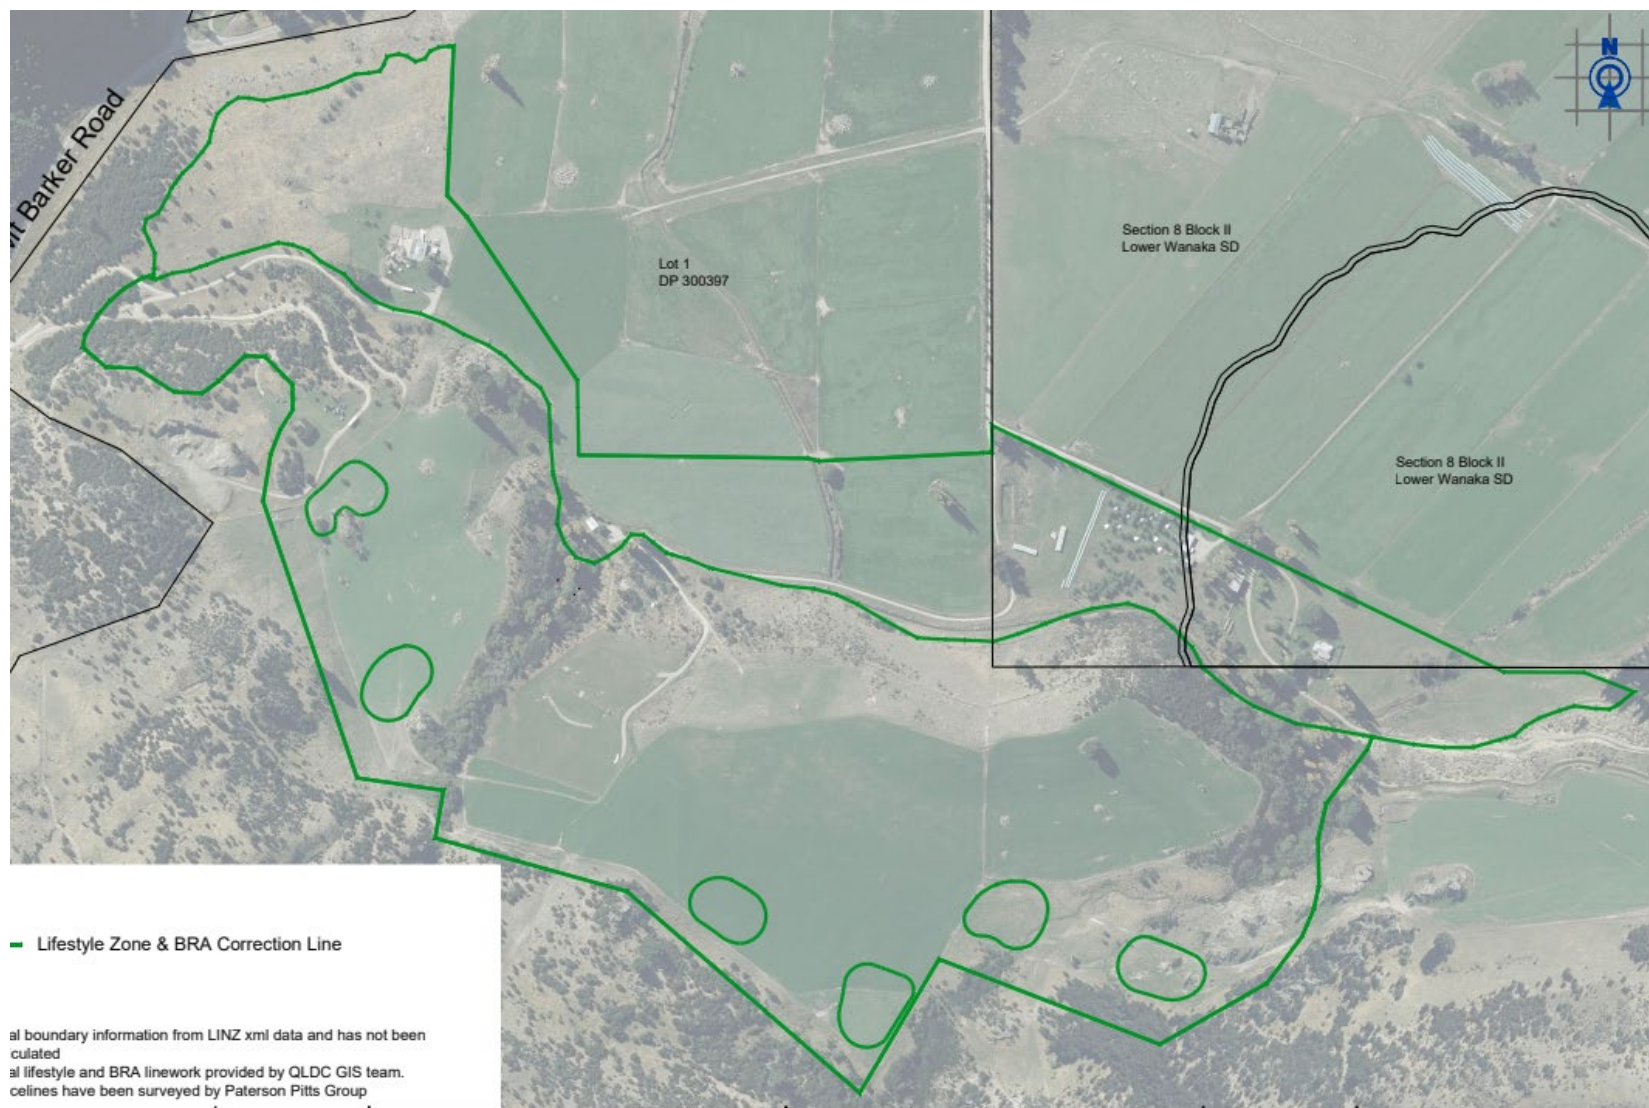 N
Mt Barker Road
Section 8 Block II
Lower Wanaka SD
Lot 1
DP 300397
Section 8 Block II
Lower Wanaka SD
Lifestyle Zone & BRA Correction Line
al boundary information from LINZ xml data and has not been
culated
al lifestyle and BRA linework provided by QLDC GIS team.
celines have been surveyed by Paterson Pitts Group